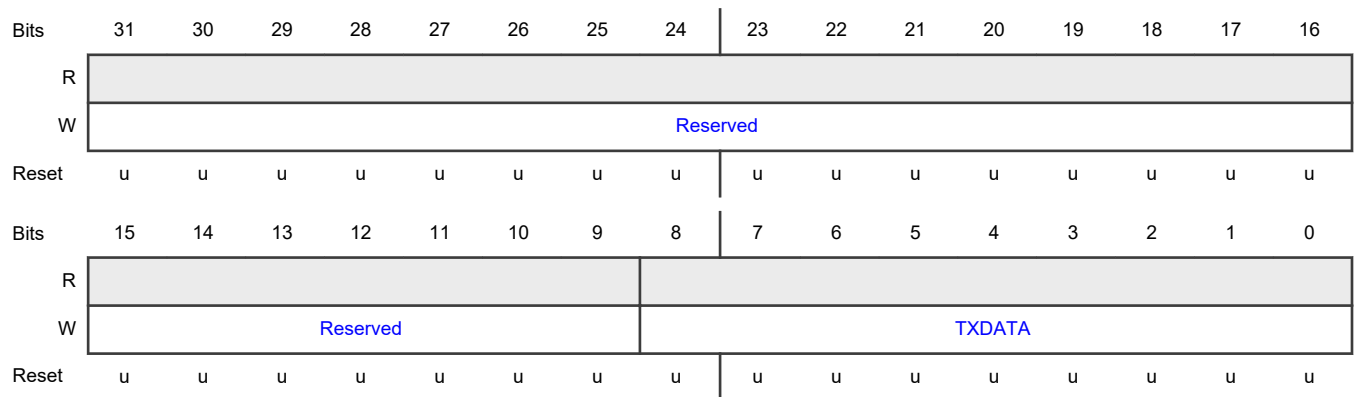 Bits 31 30 29 28 27 26 25 24 23 22 21 20 19 18 17 16
R
W Reserved
Reset u u u u u u u u u u u u u u u u
Bits 15 14 13 12 11 10 9 8 7 6 5 4 3 2 1 0
R
W Reserved TXDATA
Reset u u u u u u u u u u u u u u u u